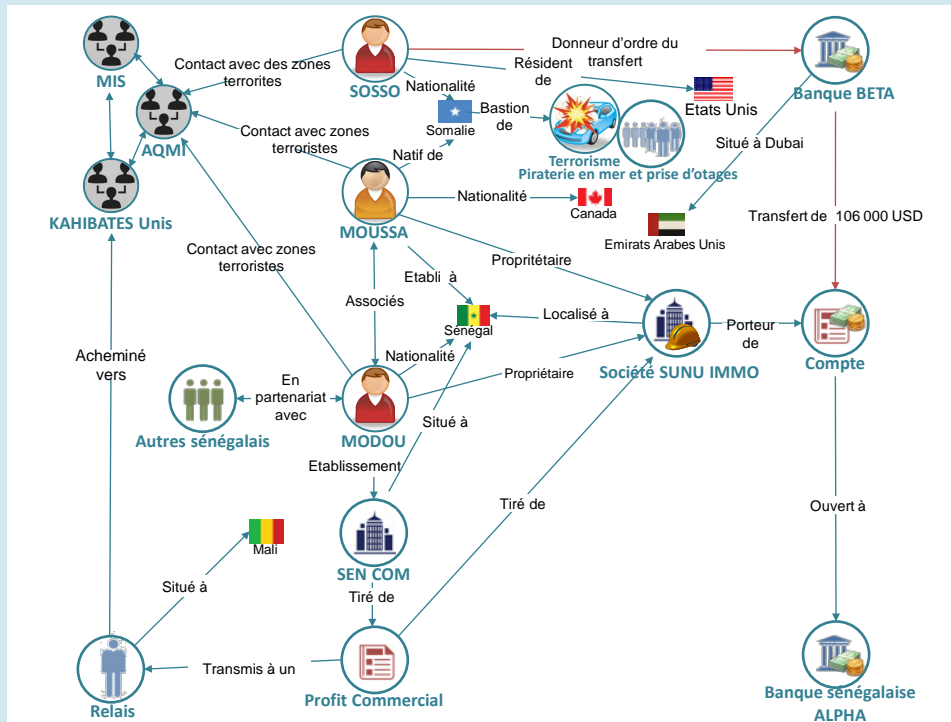 Donneur d'ordre du
transfert
Contact avec des zones
terrorites
Résident
de
MIS
SOSSO
Nationalité
Banque BETA
Etats Unis
Bastion
de
Somalie
Contact avec zones
terroristes
AQMI
Situé à Dubai
Natif de
Terrorisme
Piraterie en mer et prise d'otages
Nationalité
KAHIBATES Unis
Canada
Transfert de 106 000 USD
MOUSSA
Emirats Arabes Unis
Contact avec zones
terroristes
Propritétaire
Etabli à
Associés
Localisé à
Porteur
de
Sénégal
Acheminé
vers
Nationalité
Société SUNU IMMO
Compte
Propriétaire
En
partenariat
avec
Situé à
Autres sénégalais
MODOU
Etablissement
Tiré de
Ouvert à
Mali
SEN COM
Situé à
Tiré de
Transmis à un
Profit Commercial
Relais
Banque sénégalaise
ALPHA